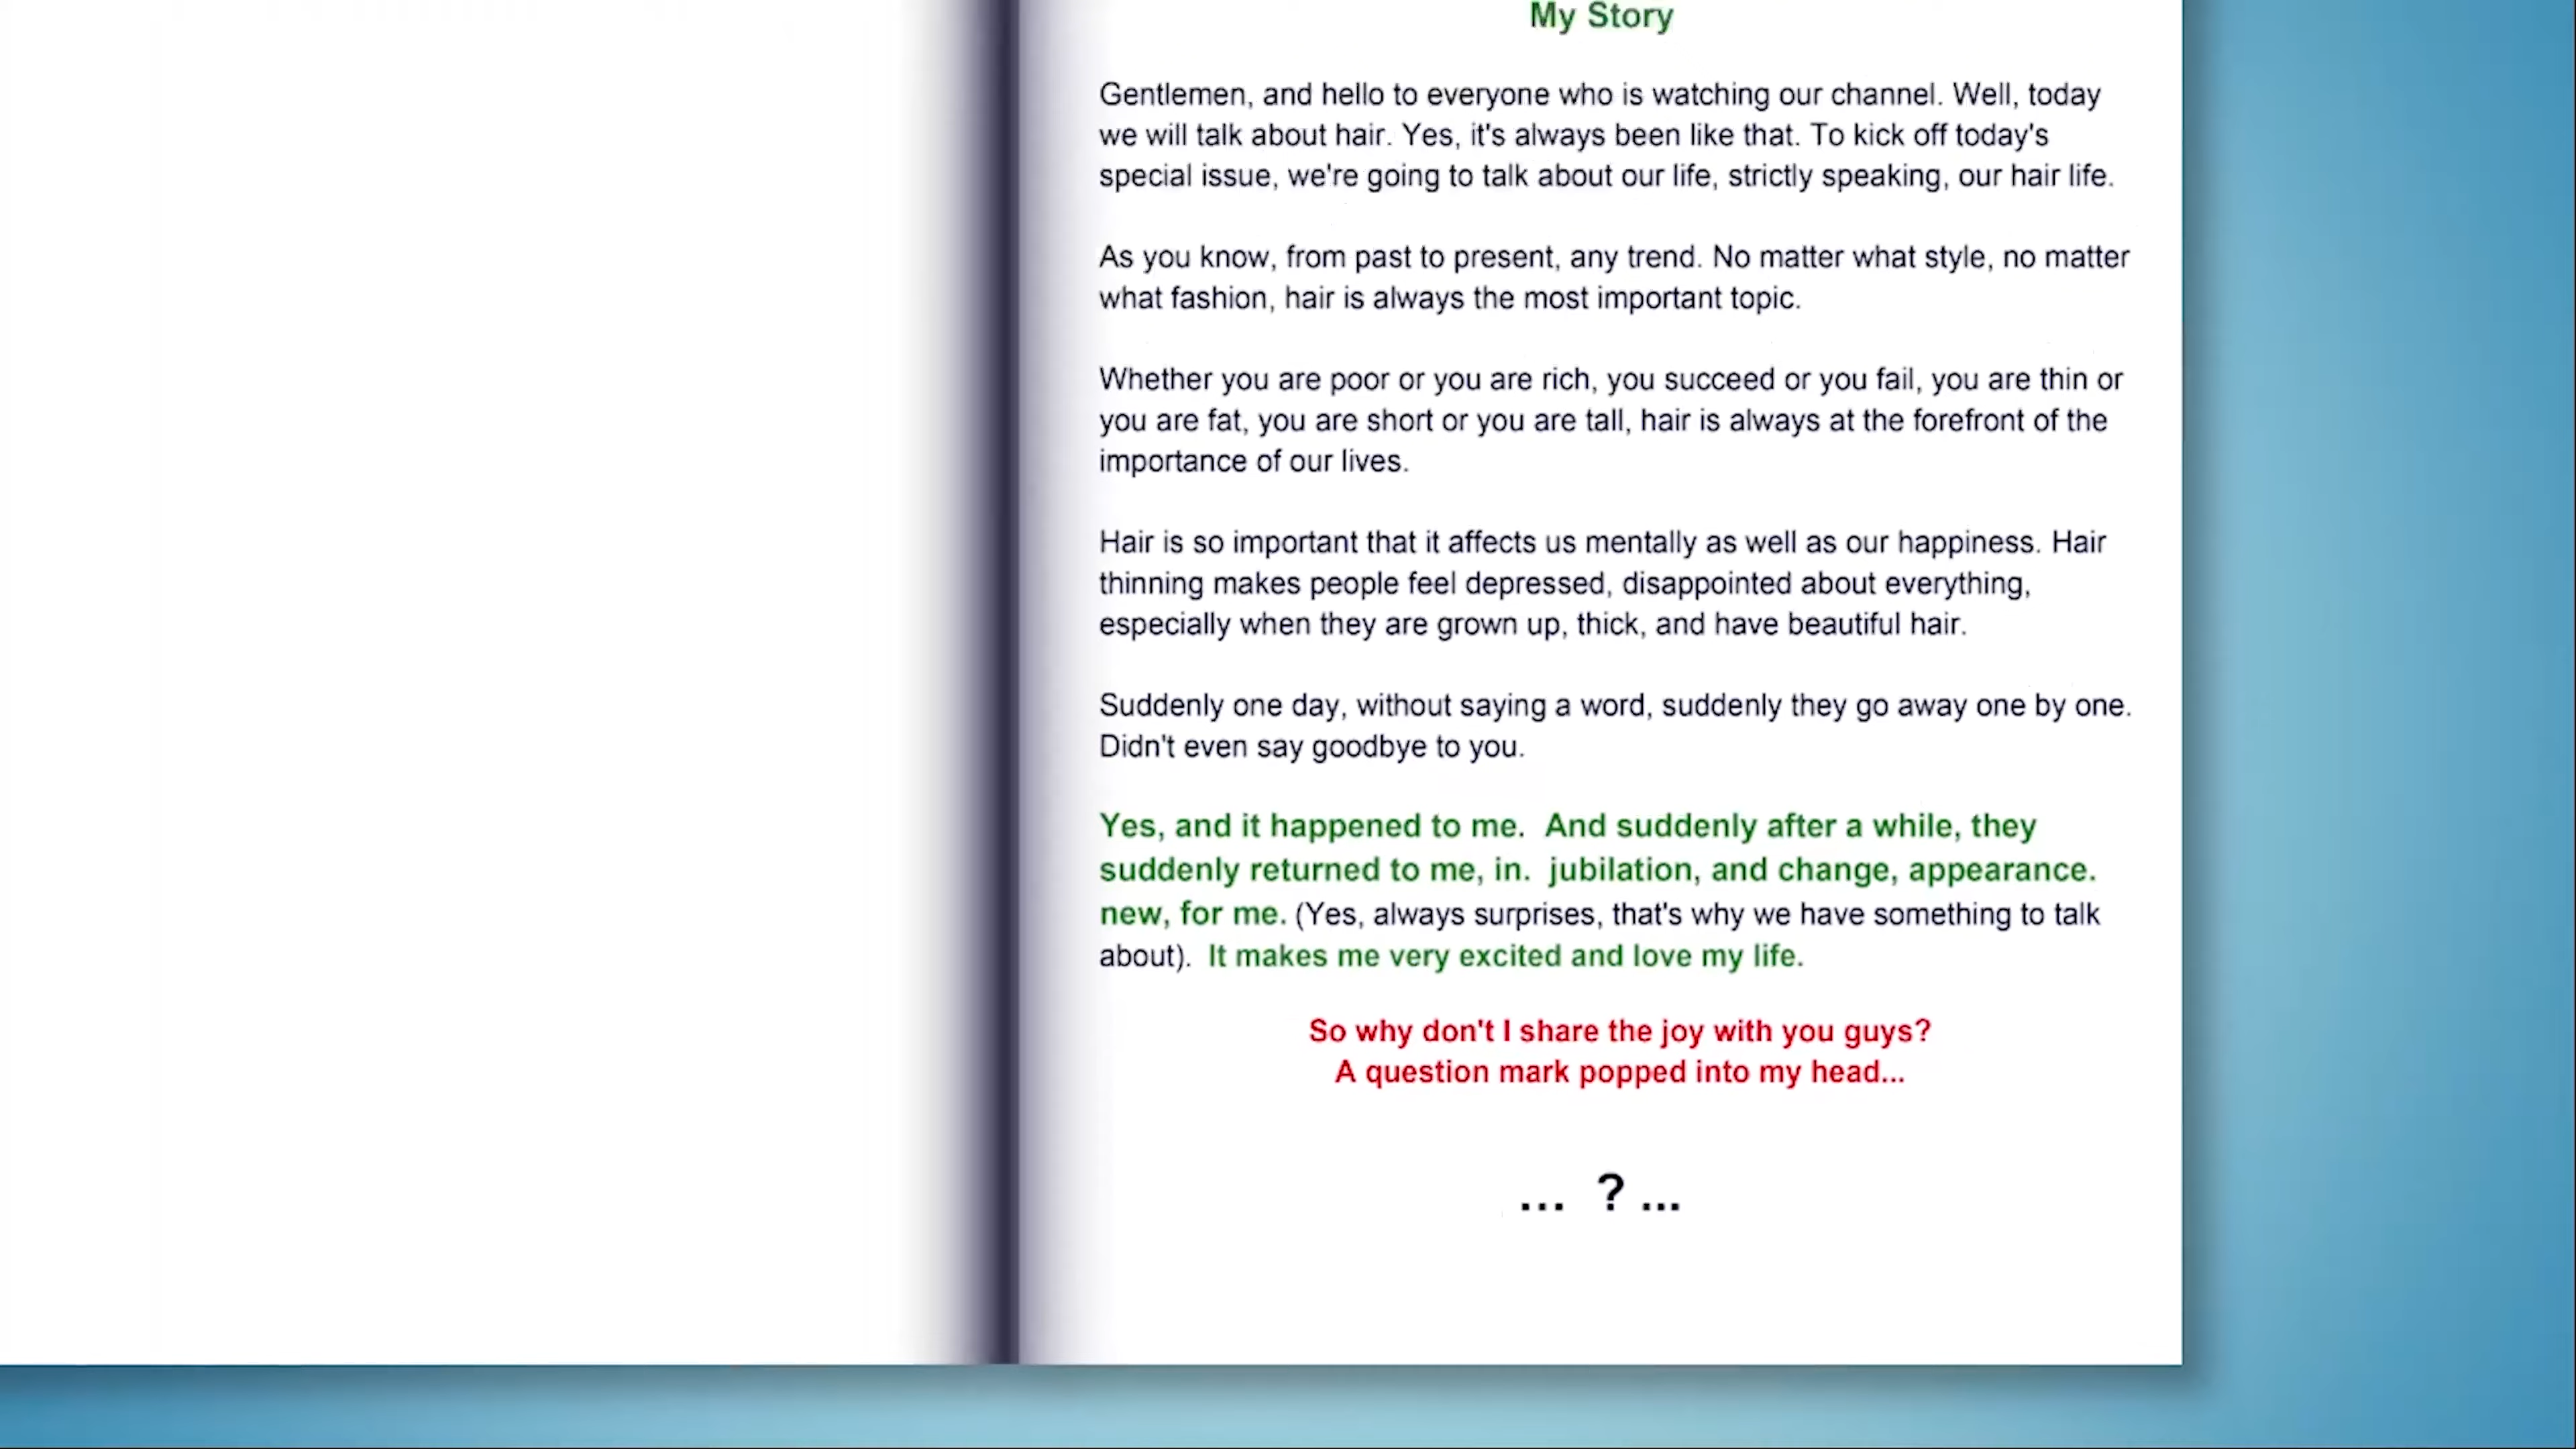 My Story
Gentlemen, and hello to everyone who is watching our channel. Well, today
we will talk about hair. Yes, it's always been like that. To kick off today's
special issue, we're going to talk about our life, strictly speaking, our hair life.
As you know, from past to present, any trend. No matter what style, no matter
what fashion, hair is always the most important topic.
Whether you are poor or you are rich, you succeed or you fail, you are thin or
you are fat, you are short or you are tall, hair is always at the forefront of the
importance of our lives.
Hair is so important that it affects us mentally as well as our happiness. Hair
thinning makes people feel depressed, disappointed about everything,
especially when they are grown up, thick, and have beautiful hair.
Suddenly one day, without saying a word, suddenly they go away one by one.
Didn't even say goodbye to you.
Yes, and it happened to me. And suddenly after a while, they
suddenly returned to me, in. jubilation, and change, appearance.
new, for me. (Yes, always surprises, that's why we have something to talk
about). It makes me very excited and love my life.
So why don't I share the joy with you guys?
A question mark popped into my head...
... ? ...